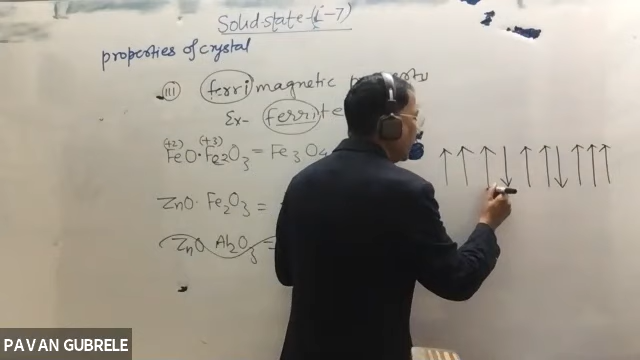 Solid state (L-7)
properties of crystal
III ferri magnetic
Ex- ferrite
(+2) (+3)
FeO·Fe2O3 = Fe3O4
ZnO·Fe2O3 =
ZnO Al2O3 =
PAVAN GUBRELE